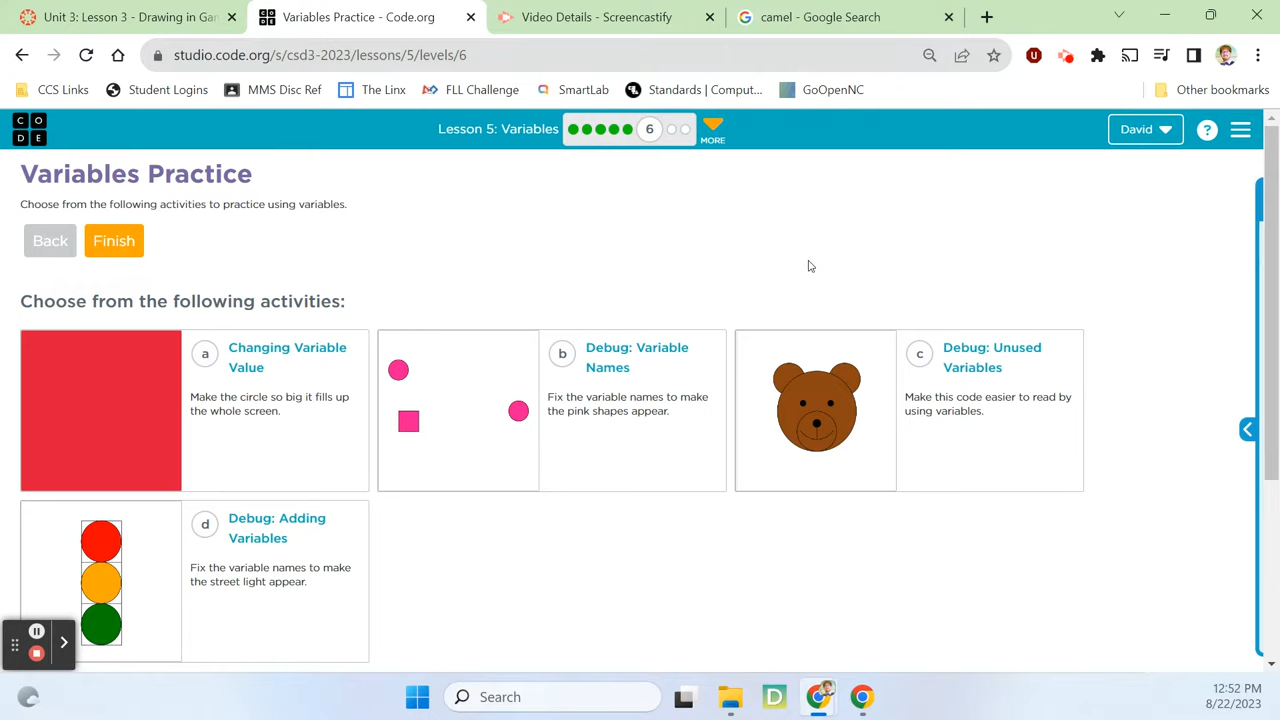 Unit 3: Lesson 3 - Drawing in Gam
Variables Practice - Code.org
Video Details - Screencastify
camel - Google Search
studio.code.org/s/csd3-2023/lessons/5/levels/6
CCS Links
Student Logins
MMS Disc Ref
The Linx
FLL Challenge
SmartLab
Standards | Comput...
GoOpenNC
Other bookmarks
CODE
Lesson 5: Variables
6
MORE
David
?
Variables Practice
Choose from the following activities to practice using variables.
Back
Finish
Choose from the following activities:
a
Changing Variable
Value
Make the circle so big it fills up
the whole screen.
b
Debug: Variable
Names
Fix the variable names to make
the pink shapes appear.
c
Debug: Unused
Variables
Make this code easier to read by
using variables.
d
Debug: Adding
Variables
Fix the variable names to make
the street light appear.
Search
D
12:52 PM
8/22/2023